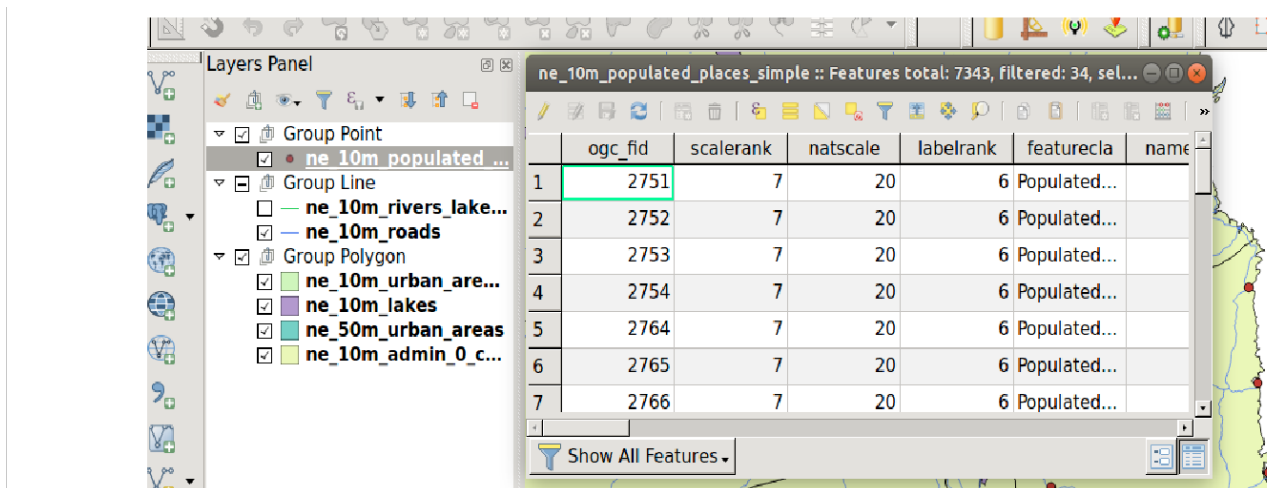 Layers Panel
Group Point
ne_10m_populated_...
Group Line
ne_10m_rivers_lake...
ne_10m_roads
Group Polygon
ne_10m_urban_are...
ne_10m_lakes
ne_50m_urban_areas
ne_10m_admin_0_c...
ne_10m_populated_places_simple :: Features total: 7343, filtered: 34, sel...
ogc_fid scalerank natscale labelrank featurecla name
1 2751 7 20 6 Populated...
2 2752 7 20 6 Populated...
3 2753 7 20 6 Populated...
4 2754 7 20 6 Populated...
5 2764 7 20 6 Populated...
6 2765 7 20 6 Populated...
7 2766 7 20 6 Populated...
Show All Features